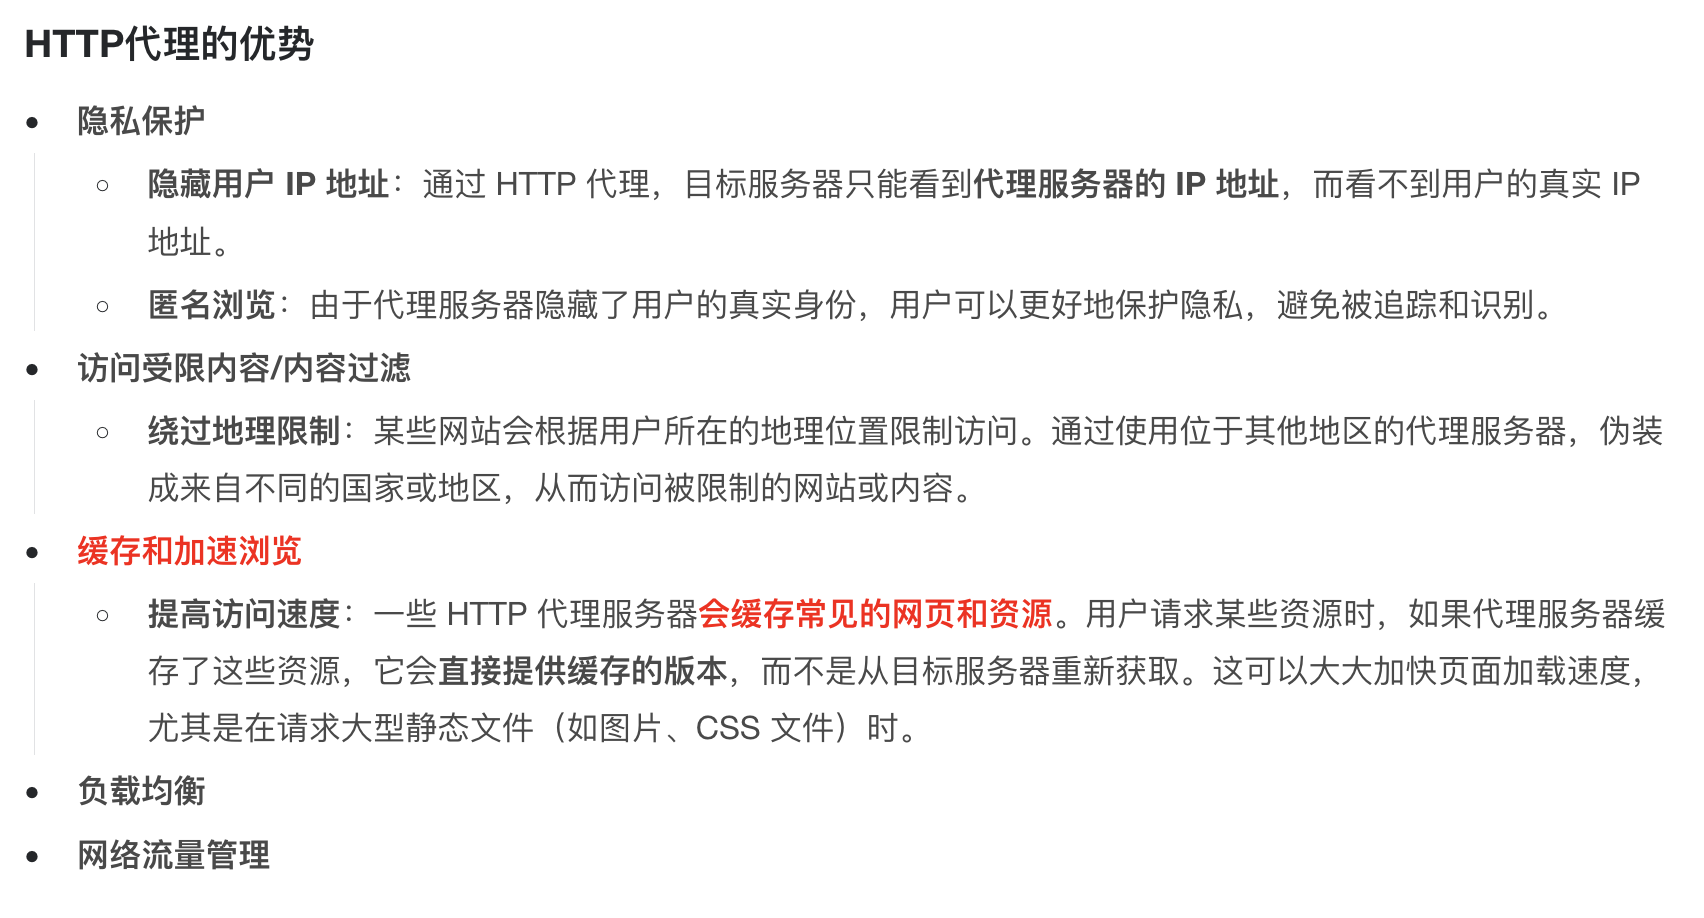 HTTP代理的优势
隐私保护
隐藏用户 IP 地址：通过 HTTP 代理，目标服务器只能看到代理服务器的 IP 地址，而看不到用户的真实 IP
地址。
匿名浏览：由于代理服务器隐藏了用户的真实身份，用户可以更好地保护隐私，避免被追踪和识别。
访问受限内容/内容过滤
绕过地理限制：某些网站会根据用户所在的地理位置限制访问。通过使用位于其他地区的代理服务器，伪装
成来自不同的国家或地区，从而访问被限制的网站或内容。
缓存和加速浏览
提高访问速度：一些 HTTP 代理服务器会缓存常见的网页和资源。用户请求某些资源时，如果代理服务器缓
存了这些资源，它会直接提供缓存的版本，而不是从目标服务器重新获取。这可以大大加快页面加载速度，
尤其是在请求大型静态文件（如图片、CSS 文件）时。
负载均衡
网络流量管理